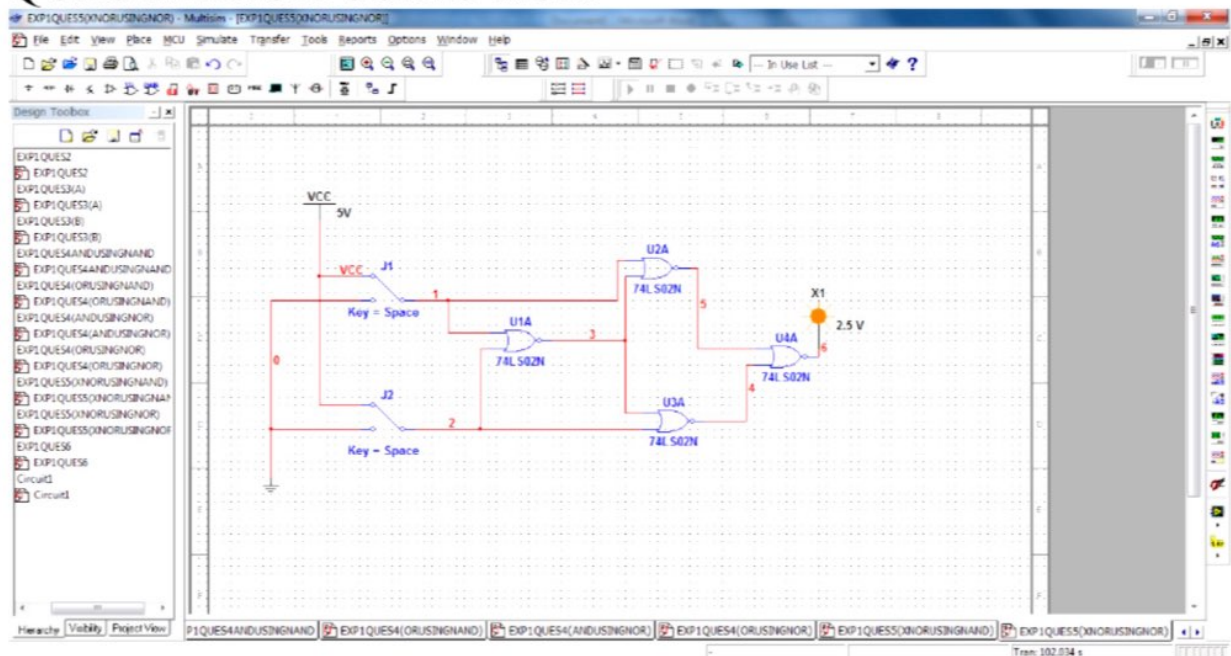 EXP1QUES5(XNORUSINGNOR) - Multisim - [EXP1QUES5(XNORUSINGNOR)]
File Edit View Place MCU Simulate Transfer Tools Reports Options Window Help
--- In Use List ---
Design Toolbox
EXP1QUES2
EXP1QUES2
EXP1QUES3(A)
EXP1QUES3(A)
EXP1QUES3(B)
EXP1QUES3(B)
EXP1QUES4ANDUSINGNAND
EXP1QUES4ANDUSINGNAND
EXP1QUES4(ORUSINGNAND)
EXP1QUES4(ORUSINGNAND)
EXP1QUES4(ANDUSINGNOR)
EXP1QUES4(ANDUSINGNOR)
EXP1QUES4(ORUSINGNOR)
EXP1QUES4(ORUSINGNOR)
EXP1QUES5(XNORUSINGNAND)
EXP1QUES5(XNORUSINGNAN
EXP1QUES5(XNORUSINGNOR)
EXP1QUES5(XNORUSINGNOF
EXP1QUES6
EXP1QUES6
Circuit1
Circuit1
Hierarchy Visibility Project View
VCC
5V
VCC J1
1
Key = Space
0
J2
2
Key = Space
U1A
3
74LS02N
U2A
74LS02N
5
U3A
74LS02N
4
X1
2.5 V
U4A
6
74LS02N
P1QUES4ANDUSINGNAND EXP1QUES4(ORUSINGNAND) EXP1QUES4(ANDUSINGNOR) EXP1QUES4(ORUSINGNOR) EXP1QUES5(XNORUSINGNAND) EXP1QUES5(XNORUSINGNOR)
Tran: 102.034 s